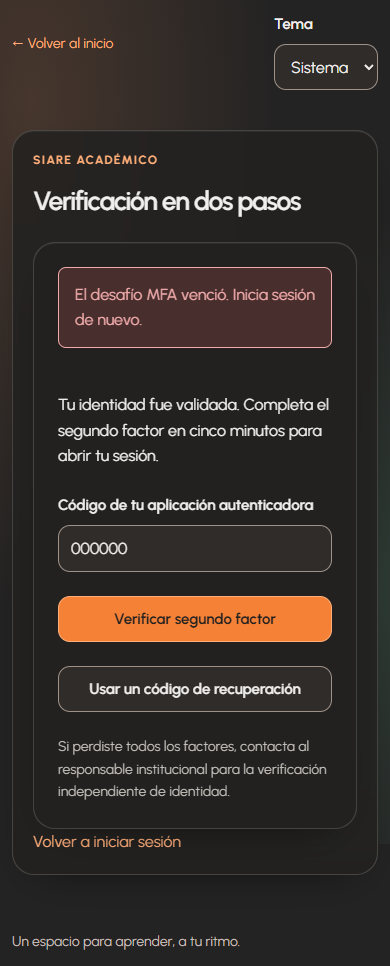 ← Volver al inicio
Tema
Sistema
SIARE ACADÉMICO
Verificación en dos pasos
El desafío MFA venció. Inicia sesión
de nuevo.
Tu identidad fue validada. Completa el
segundo factor en cinco minutos para
abrir tu sesión.
Código de tu aplicación autenticadora
000000
Verificar segundo factor
Usar un código de recuperación
Si perdiste todos los factores, contacta al
responsable institucional para la verificación
independiente de identidad.
Volver a iniciar sesión
Un espacio para aprender, a tu ritmo.